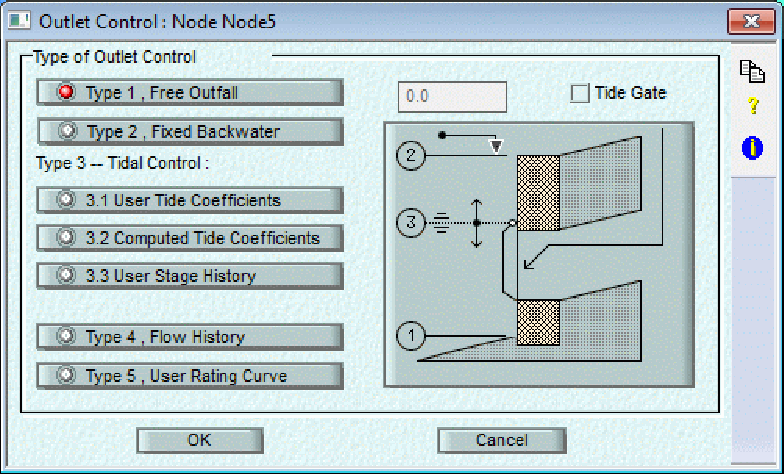 Outlet Control : Node Node5
Type of Outlet Control
Type 1 , Free Outfall
0.0
Tide Gate
Type 2 , Fixed Backwater
Type 3 -- Tidal Control :
3.1 User Tide Coefficients
3.2 Computed Tide Coefficients
3.3 User Stage History
Type 4 , Flow History
Type 5 , User Rating Curve
2
3
1
?
i
OK
Cancel